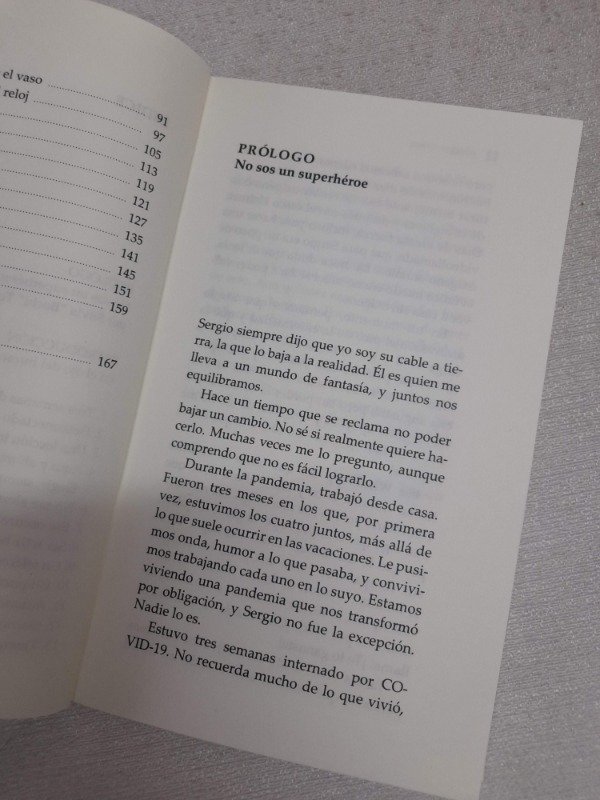 el vaso ........ 91
reloj ........ 97
105
113
119
121
127
135
141
145
151
159
167
PRÓLOGO
No sos un superhéroe
Sergio siempre dijo que yo soy su cable a tie-
rra, la que lo baja a la realidad. Él es quien me
lleva a un mundo de fantasía, y juntos nos
equilibramos.
Hace un tiempo que se reclama no poder
bajar un cambio. No sé si realmente quiere ha-
cerlo. Muchas veces me lo pregunto, aunque
comprendo que no es fácil lograrlo.
Durante la pandemia, trabajó desde casa.
Fueron tres meses en los que, por primera
vez, estuvimos los cuatro juntos, más allá de
lo que suele ocurrir en las vacaciones. Le pusi-
mos onda, humor a lo que pasaba, y convivi-
mos trabajando cada uno en lo suyo. Estamos
viviendo una pandemia que nos transformó
por obligación, y Sergio no fue la excepción.
Nadie lo es.
Estuvo tres semanas internado por CO-
VID-19. No recuerda mucho de lo que vivió,